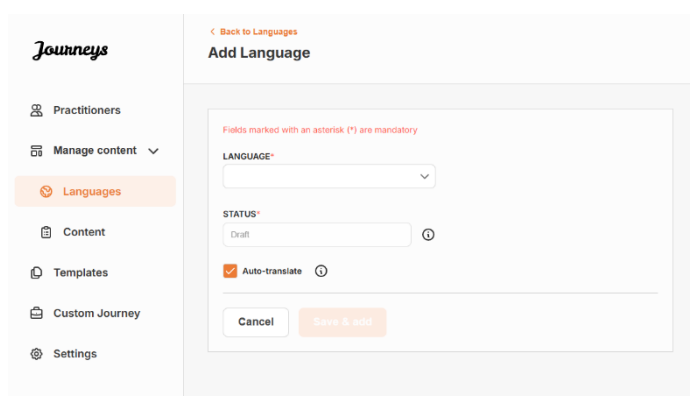 Journeys
Practitioners
Manage content
Languages
Content
Templates
Custom Journey
Settings
< Back to Languages
Add Language
Fields marked with an asterisk (*) are mandatory
LANGUAGE*
STATUS*
Draft
Auto-translate
Cancel
Save & add